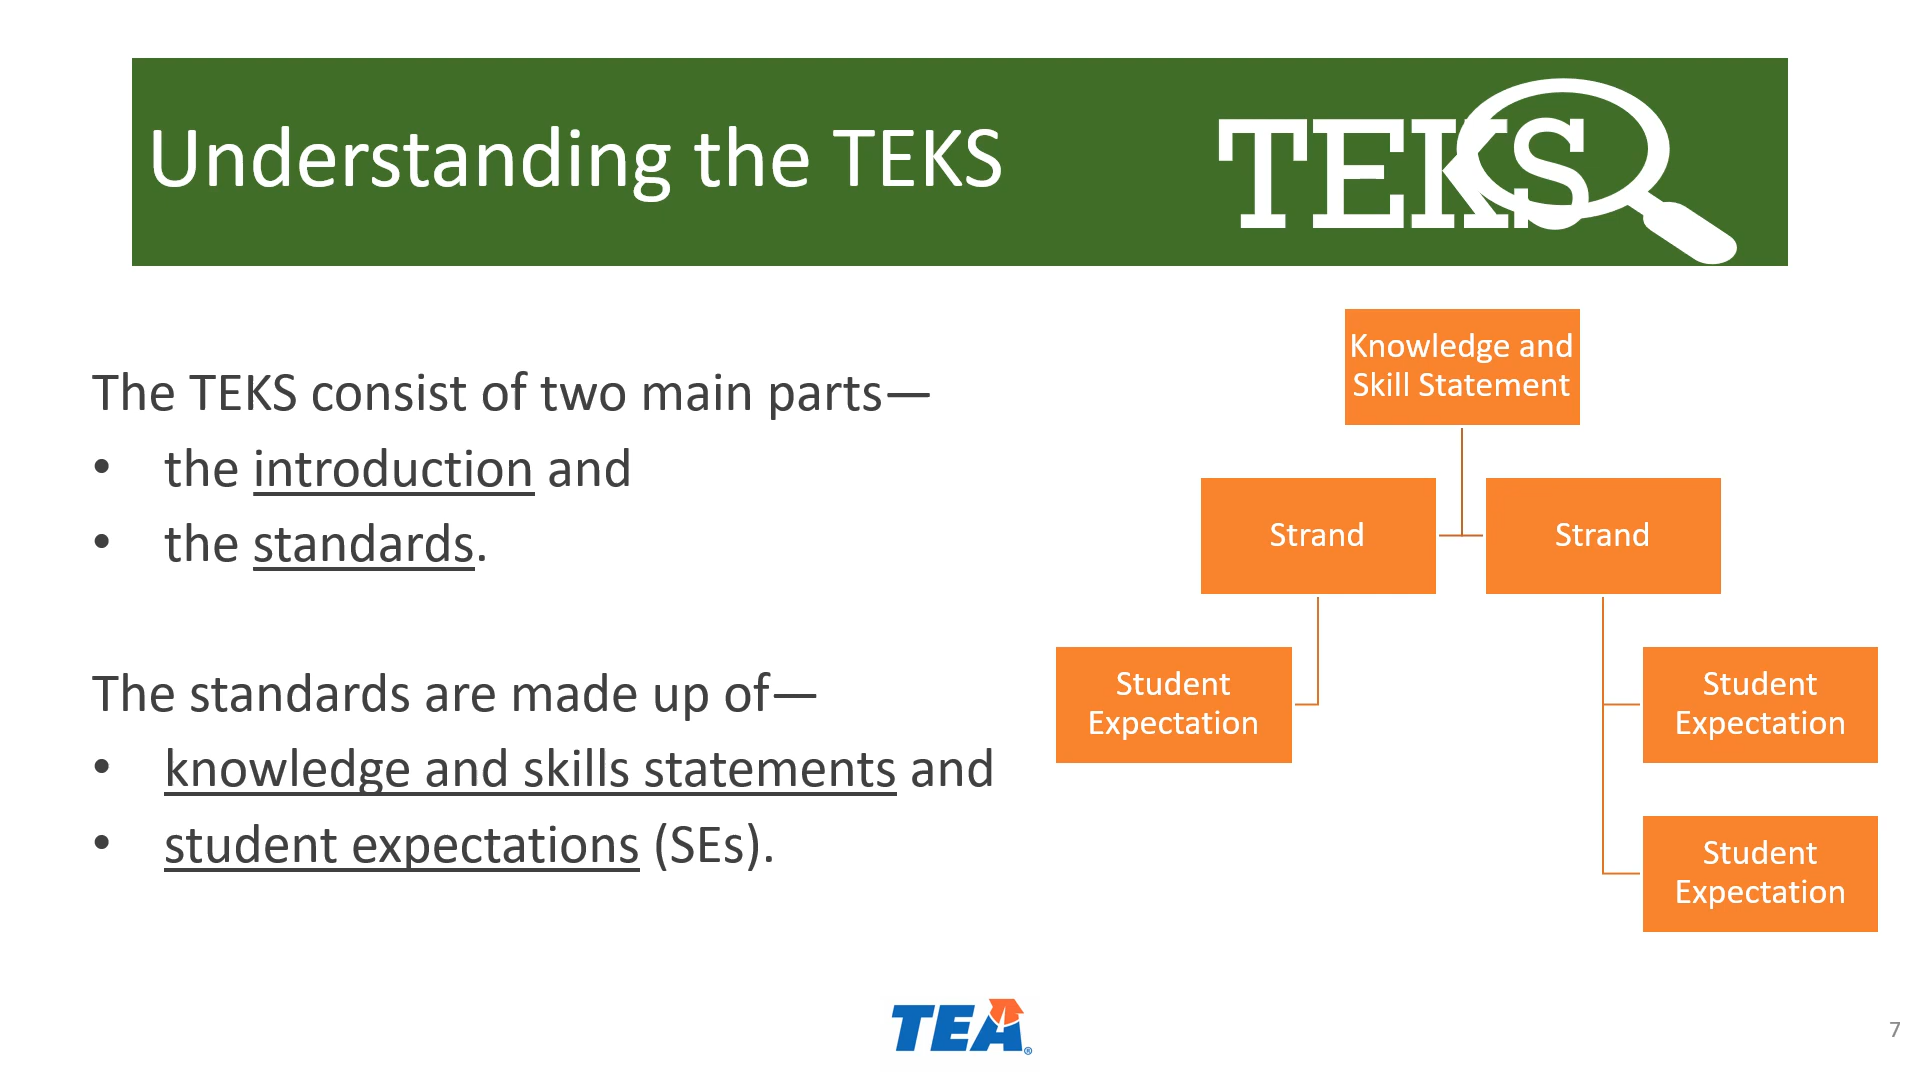 Understanding the TEKS
TEKS
The TEKS consist of two main parts—
• the introduction and
• the standards.
The standards are made up of—
• knowledge and skills statements and
• student expectations (SEs).
Knowledge and
Skill Statement
Strand
Strand
Student
Expectation
Student
Expectation
Student
Expectation
TEA®
7